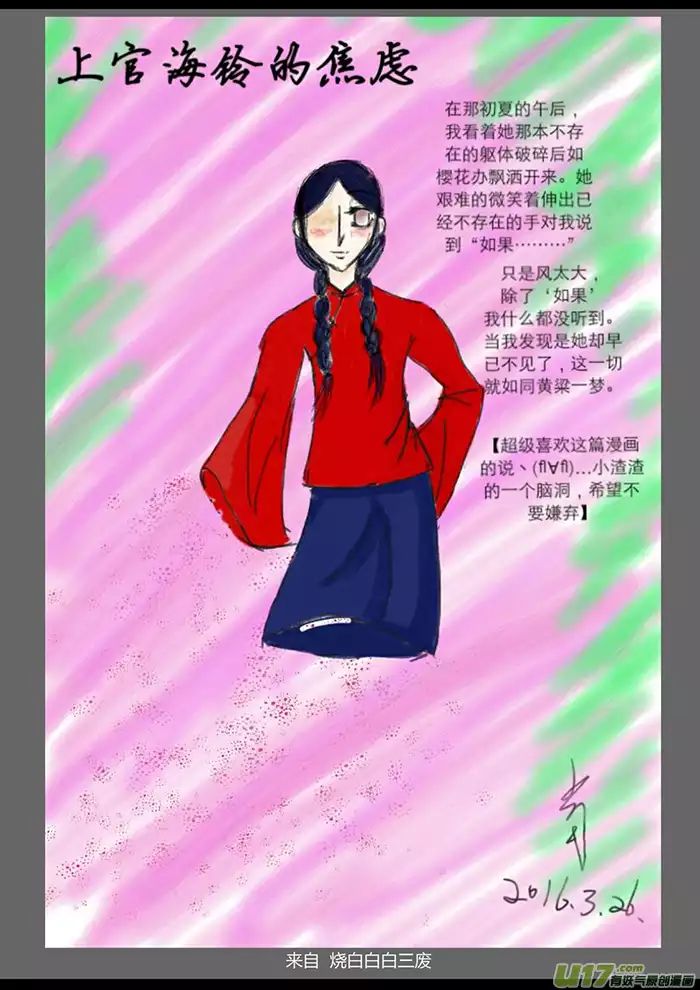 上官海铃的焦虑
在那初夏的午后，
我看着她那本不存
在的躯体破碎后如
樱花办飘洒开来。她
艰难的微笑着伸出已
经不存在的手对我说
到“如果………”
只是风太大，
除了‘如果’
我什么都没听到。
当我发现是她却早
已不见了，这一切
就如同黄粱一梦。
【超级喜欢这篇漫画
的说丶(ﬂ∀ﬂ)…小渣渣
的一个脑洞，希望不
要嫌弃】
2016.3.26.
来自 烧白白白三废
U17.com
有妖气原创漫画